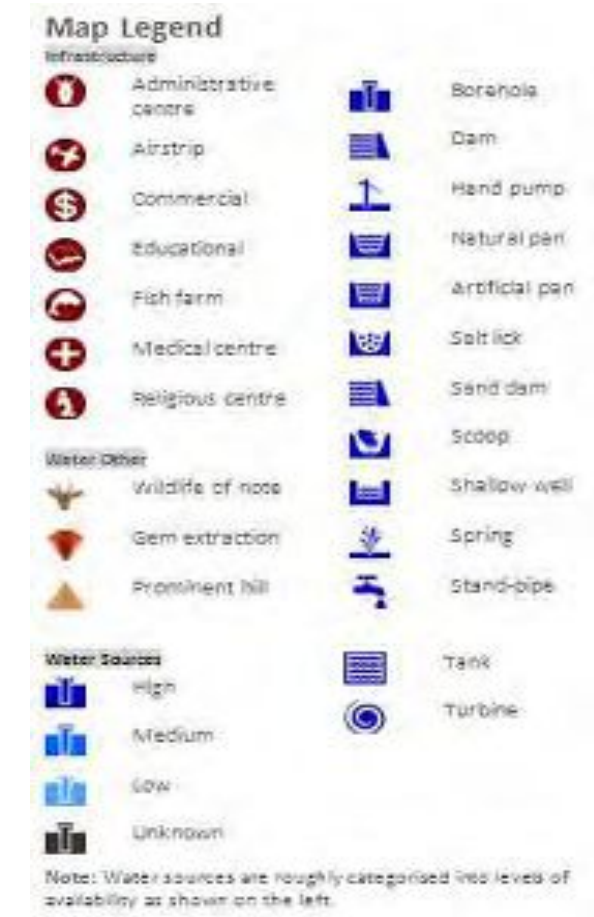 Map Legend
Infrastructure
Administrative
centre
Airstrip
Commercial
Educational
Fish farm
Medical centre
Religious centre
Water Other
Wildlife of note
Gem extraction
Prominent hill
Water Sources
High
Medium
Low
Unknown
Borehole
Dam
Hand pump
Natural pan
Artificial pan
Salt lick
Sand dam
Scoop
Shallow well
Spring
Stand-pipe
Tank
Turbine
Note: Water sources are roughly categorised into levels of
availability as shown on the left.